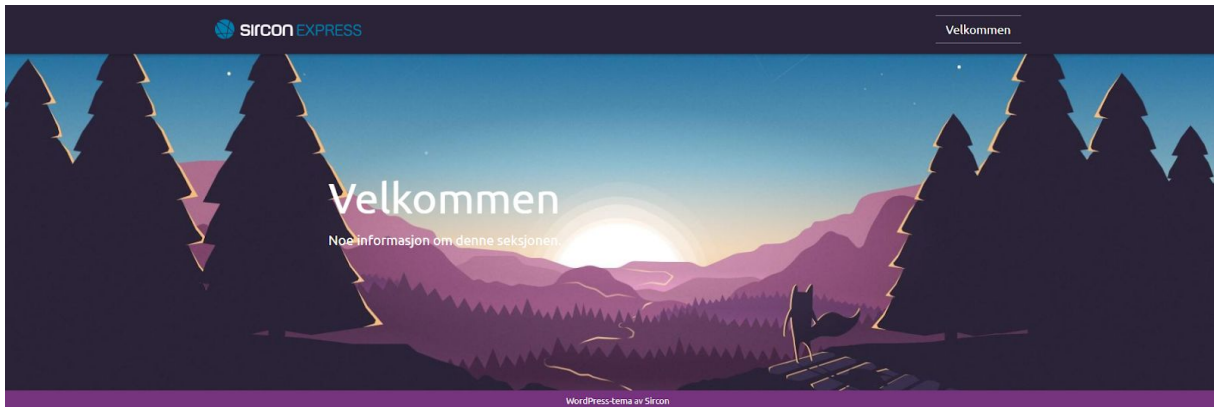 sircon EXPRESS
Velkommen
Velkommen
Noe informasjon om denne seksjonen.
WordPress-tema av Sircon